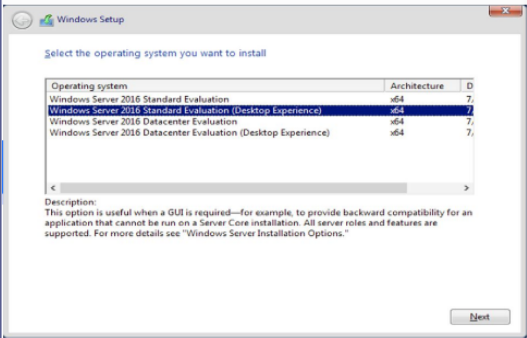 Windows Setup
Select the operating system you want to install
Operating system Architecture D
Windows Server 2016 Standard Evaluation x64 7/
Windows Server 2016 Standard Evaluation (Desktop Experience) x64 7/
Windows Server 2016 Datacenter Evaluation x64 7/
Windows Server 2016 Datacenter Evaluation (Desktop Experience) x64 7/
Description:
This option is useful when a GUI is required—for example, to provide backward compatibility for an
application that cannot be run on a Server Core installation. All server roles and features are
supported. For more details see "Windows Server Installation Options."
Next